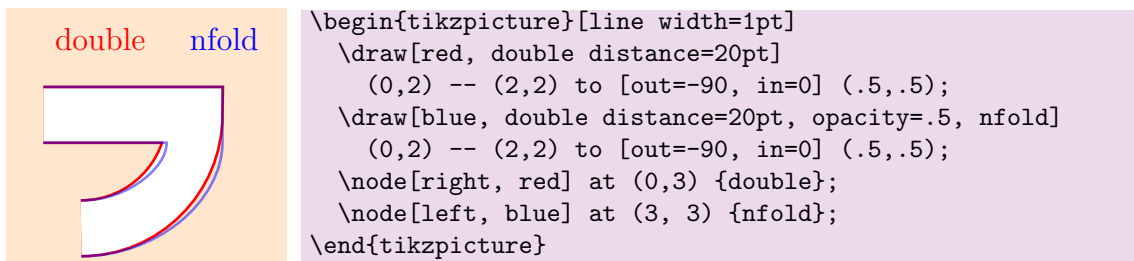 double nfold
\begin{tikzpicture}[line width=1pt]
\draw[red, double distance=20pt]
(0,2) -- (2,2) to [out=-90, in=0] (.5,.5);
\draw[blue, double distance=20pt, opacity=.5, nfold]
(0,2) -- (2,2) to [out=-90, in=0] (.5,.5);
\node[right, red] at (0,3) {double};
\node[left, blue] at (3, 3) {nfold};
\end{tikzpicture}